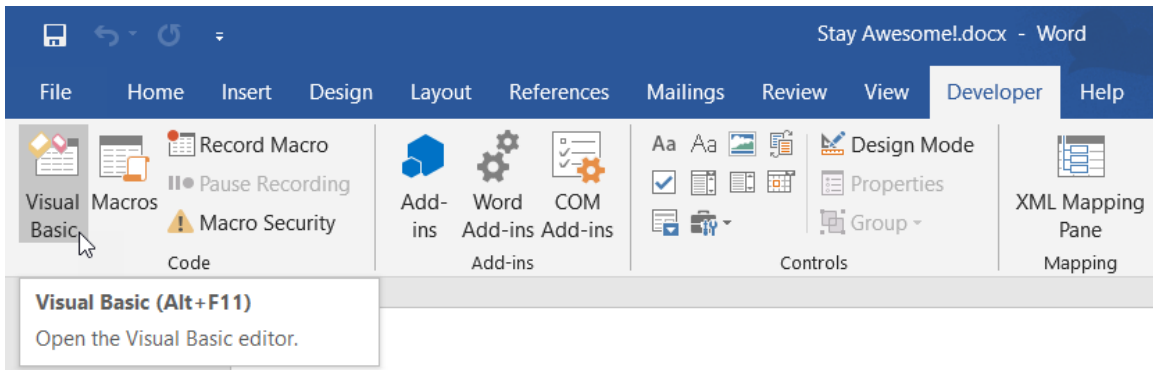 Stay Awesome!.docx - Word
File Home Insert Design Layout References Mailings Review View Developer Help
Visual Basic
Macros
Record Macro
Pause Recording
Macro Security
Code
Add-ins
Word Add-ins
COM Add-ins
Add-ins
Aa Aa
Design Mode
Properties
Group
Controls
XML Mapping
Pane
Mapping
Visual Basic (Alt+F11)
Open the Visual Basic editor.